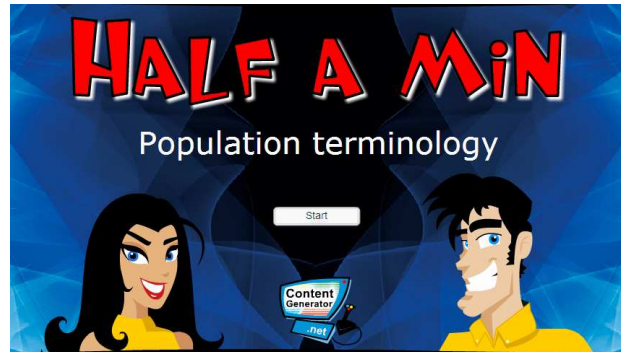 HALF A MiN
Population terminology
Start
Content
Generator
.net